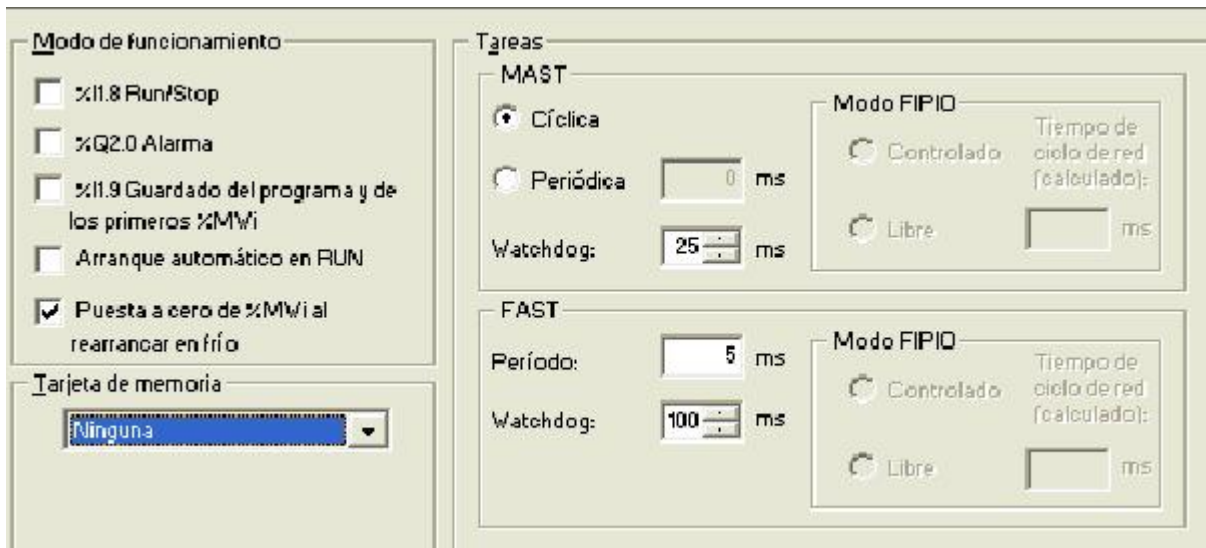 Modo de funcionamiento
%I1.8 Run/Stop
%Q2.0 Alarma
%I1.9 Guardado del programa y de
los primeros %MWi
Arranque automático en RUN
Puesta a cero de %MWi al
rearrancar en frío
Tarjeta de memoria
Ninguna
Tareas
MAST
Cíclica
Periódica 0 ms
Watchdog: 25 ms
Modo FIPIO
Controlado
Tiempo de
ciclo de red
(calculado):
Libre ms
FAST
Período: 5 ms
Watchdog: 100 ms
Modo FIPIO
Controlado
Tiempo de
ciclo de red
(calculado):
Libre ms